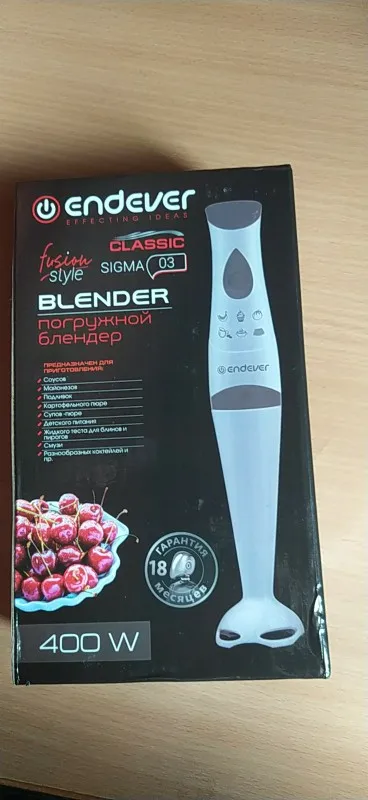 endever
EFFECTING IDEAS
CLASSIC
fusion
style
SIGMA 03
BLENDER
погружной
блендер
ПРЕДНАЗНАЧЕН ДЛЯ
ПРИГОТОВЛЕНИЯ:
Соусов
Майонезов
Подливок
Картофельного пюре
Супов -пюре
Детского питания
Жидкого теста для блинов и
пирогов
Смузи
Разнообразных коктейлей и
пр.
endever
ГАРАНТИЯ
18
МЕСЯЦЕВ
400 W